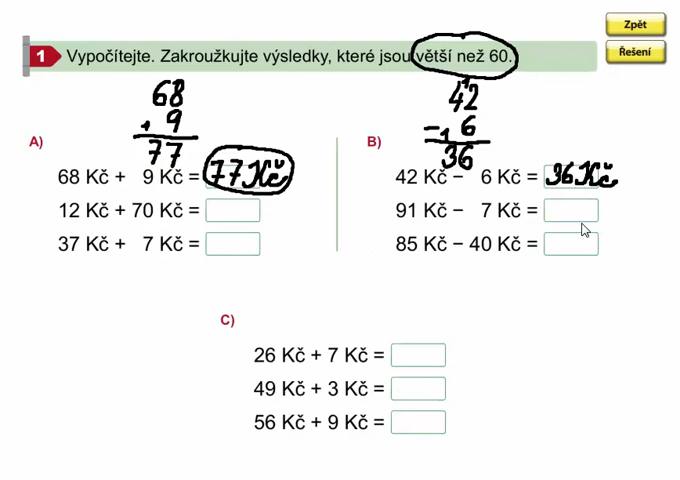 Zpět
1 Vypočítejte. Zakroužkujte výsledky, které jsou větší než 60.
Řešení
68
+ 9
77
A)
68 Kč + 9 Kč = 77 Kč
12 Kč + 70 Kč =
37 Kč + 7 Kč =
42
- 6
36
B)
42 Kč − 6 Kč = 36 Kč
91 Kč − 7 Kč =
85 Kč − 40 Kč =
C)
26 Kč + 7 Kč =
49 Kč + 3 Kč =
56 Kč + 9 Kč =